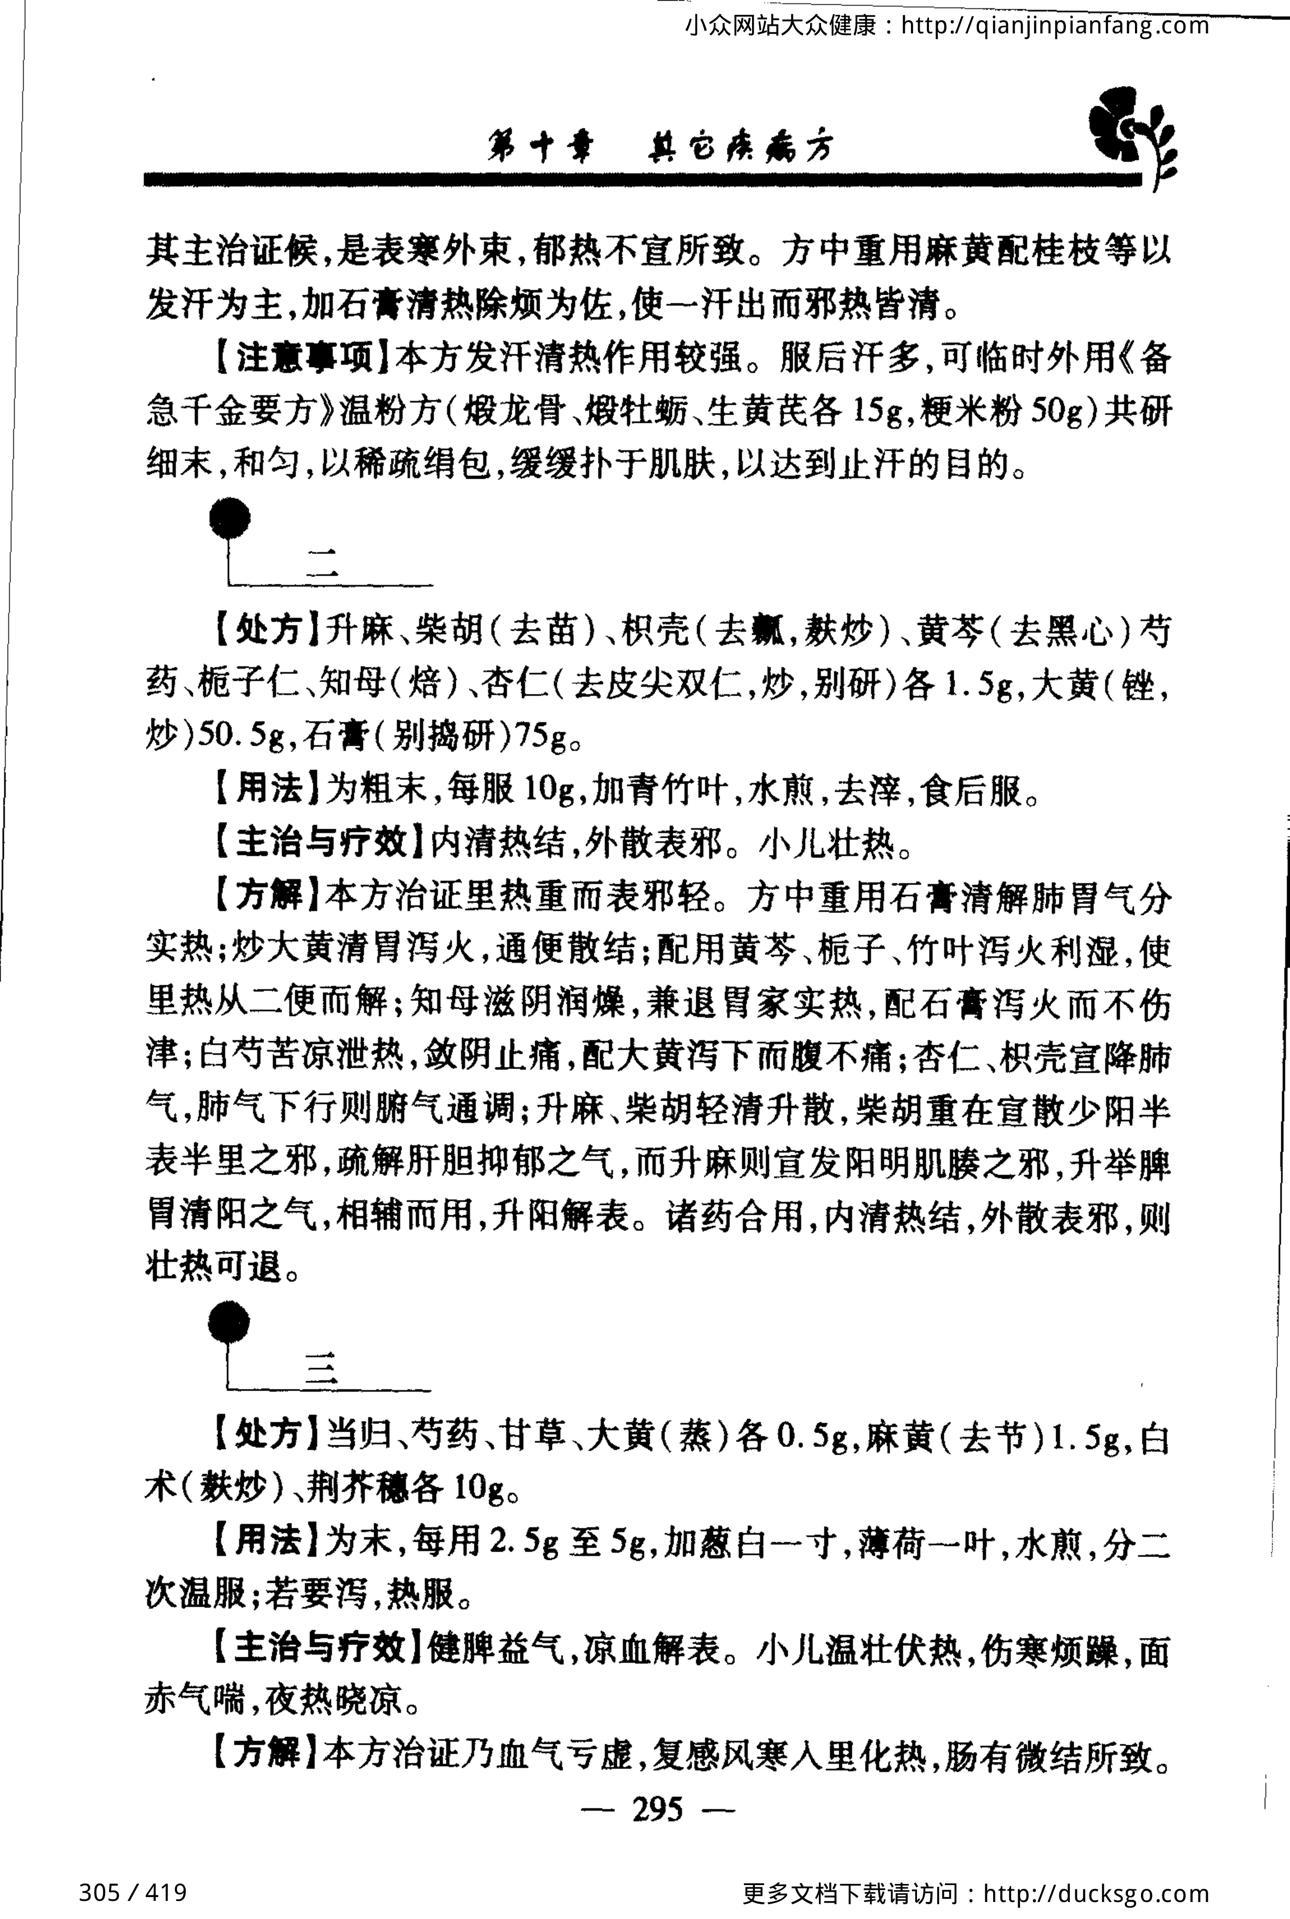 小众网站大众健康：http://qianjinpianfang.com
第十章　其它疾病方
其主治证候,是表寒外束,郁热不宣所致。方中重用麻黄配桂枝等以
发汗为主,加石膏清热除烦为佐,使一汗出而邪热皆清。
【注意事项】本方发汗清热作用较强。服后汗多,可临时外用《备
急千金要方》温粉方(煅龙骨、煅牡蛎、生黄芪各 15g,粳米粉 50g)共研
细末,和匀,以稀疏绢包,缓缓扑于肌肤,以达到止汗的目的。
二
【处方】升麻、柴胡(去苗)、枳壳(去瓤,麸炒)、黄芩(去黑心)芍
药、栀子仁、知母(焙)、杏仁(去皮尖双仁,炒,别研)各 1.5g,大黄(锉,
炒)50.5g,石膏(别捣研)75g。
【用法】为粗末,每服 10g,加青竹叶,水煎,去滓,食后服。
【主治与疗效】内清热结,外散表邪。小儿壮热。
【方解】本方治证里热重而表邪轻。方中重用石膏清解肺胃气分
实热;炒大黄清胃泻火,通便散结;配用黄芩、栀子、竹叶泻火利湿,使
里热从二便而解;知母滋阴润燥,兼退胃家实热,配石膏泻火而不伤
津;白芍苦凉泄热,敛阴止痛,配大黄泻下而腹不痛;杏仁、枳壳宣降肺
气,肺气下行则腑气通调;升麻、柴胡轻清升散,柴胡重在宣散少阳半
表半里之邪,疏解肝胆抑郁之气,而升麻则宣发阳明肌腠之邪,升举脾
胃清阳之气,相辅而用,升阳解表。诸药合用,内清热结,外散表邪,则
壮热可退。
三
【处方】当归、芍药、甘草、大黄(蒸)各 0.5g,麻黄(去节)1.5g,白
术(麸炒)、荆芥穗各 10g。
【用法】为末,每用 2.5g 至 5g,加葱白一寸,薄荷一叶,水煎,分二
次温服;若要泻,热服。
【主治与疗效】健脾益气,凉血解表。小儿温壮伏热,伤寒烦躁,面
赤气喘,夜热晓凉。
【方解】本方治证乃血气亏虚,复感风寒入里化热,肠有微结所致。
— 295 —
305 / 419
更多文档下载请访问：http://ducksgo.com